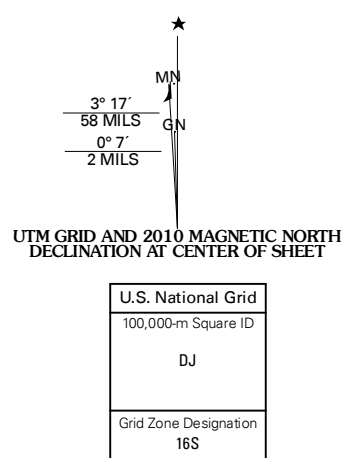 MN
3° 17´
58 MILS
GN
0° 7´
2 MILS
UTM GRID AND 2010 MAGNETIC NORTH
DECLINATION AT CENTER OF SHEET
U.S. National Grid
100,000-m Square ID
DJ
Grid Zone Designation
16S